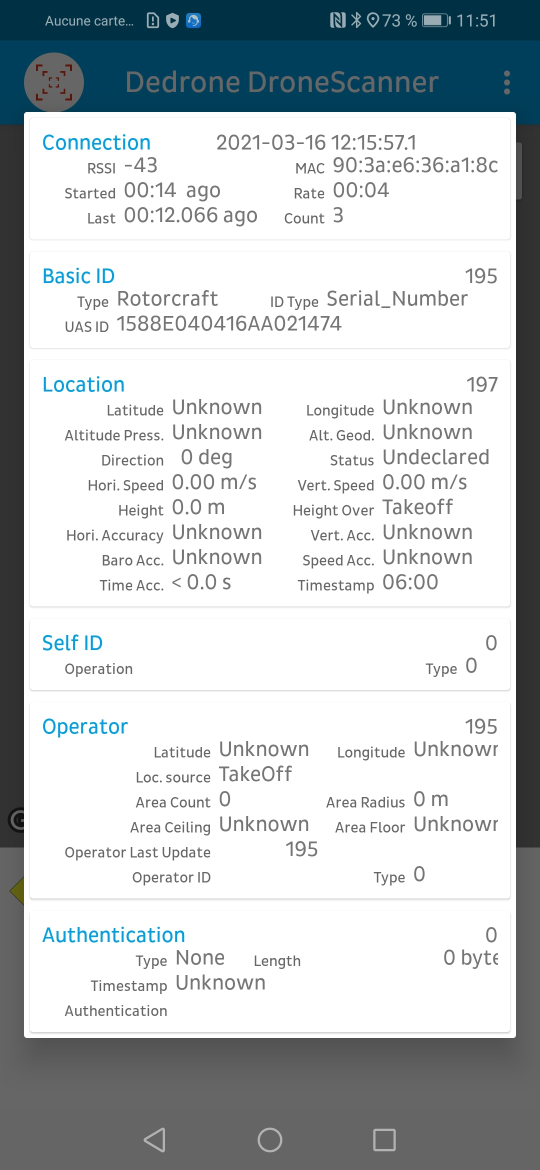 Aucune carte... 73 % 11:51
Dedrone DroneScanner
Connection 2021-03-16 12:15:57.1
RSSI -43 MAC 90:3a:e6:36:a1:8c
Started 00:14 ago Rate 00:04
Last 00:12.066 ago Count 3
Basic ID 195
Type Rotorcraft ID Type Serial_Number
UAS ID 1588E040416AA021474
Location 197
Latitude Unknown Longitude Unknown
Altitude Press. Unknown Alt. Geod. Unknown
Direction 0 deg Status Undeclared
Hori. Speed 0.00 m/s Vert. Speed 0.00 m/s
Height 0.0 m Height Over Takeoff
Hori. Accuracy Unknown Vert. Acc. Unknown
Baro Acc. Unknown Speed Acc. Unknown
Time Acc. < 0.0 s Timestamp 06:00
Self ID 0
Operation Type 0
Operator 195
Latitude Unknown Longitude Unknown
Loc. source TakeOff
Area Count 0 Area Radius 0 m
Area Ceiling Unknown Area Floor Unknown
Operator Last Update 195
Operator ID Type 0
Authentication 0
Type None Length 0 byte
Timestamp Unknown
Authentication